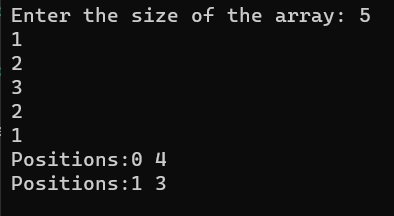 Enter the size of the array: 5
1
2
3
2
1
Positions:0 4
Positions:1 3